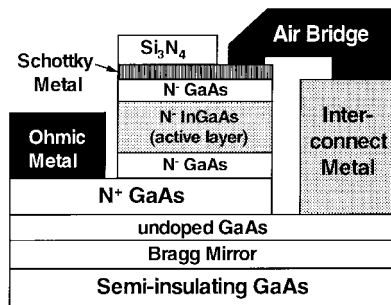 Si3N4
Air Bridge
Schottky
Metal
N- GaAs
N- InGaAs
(active layer)
N- GaAs
Ohmic
Metal
Inter-
connect
Metal
N+ GaAs
undoped GaAs
Bragg Mirror
Semi-insulating GaAs